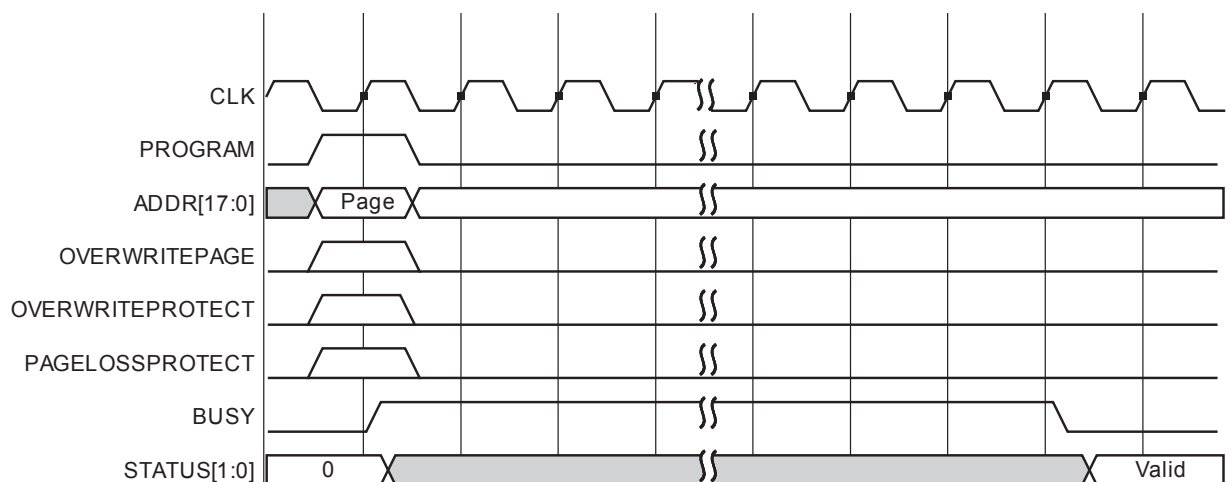 CLK
PROGRAM
ADDR[17:0] Page
OVERWRITEPAGE
OVERWRITEPROTECT
PAGELOSSPROTECT
BUSY
STATUS[1:0] 0 Valid